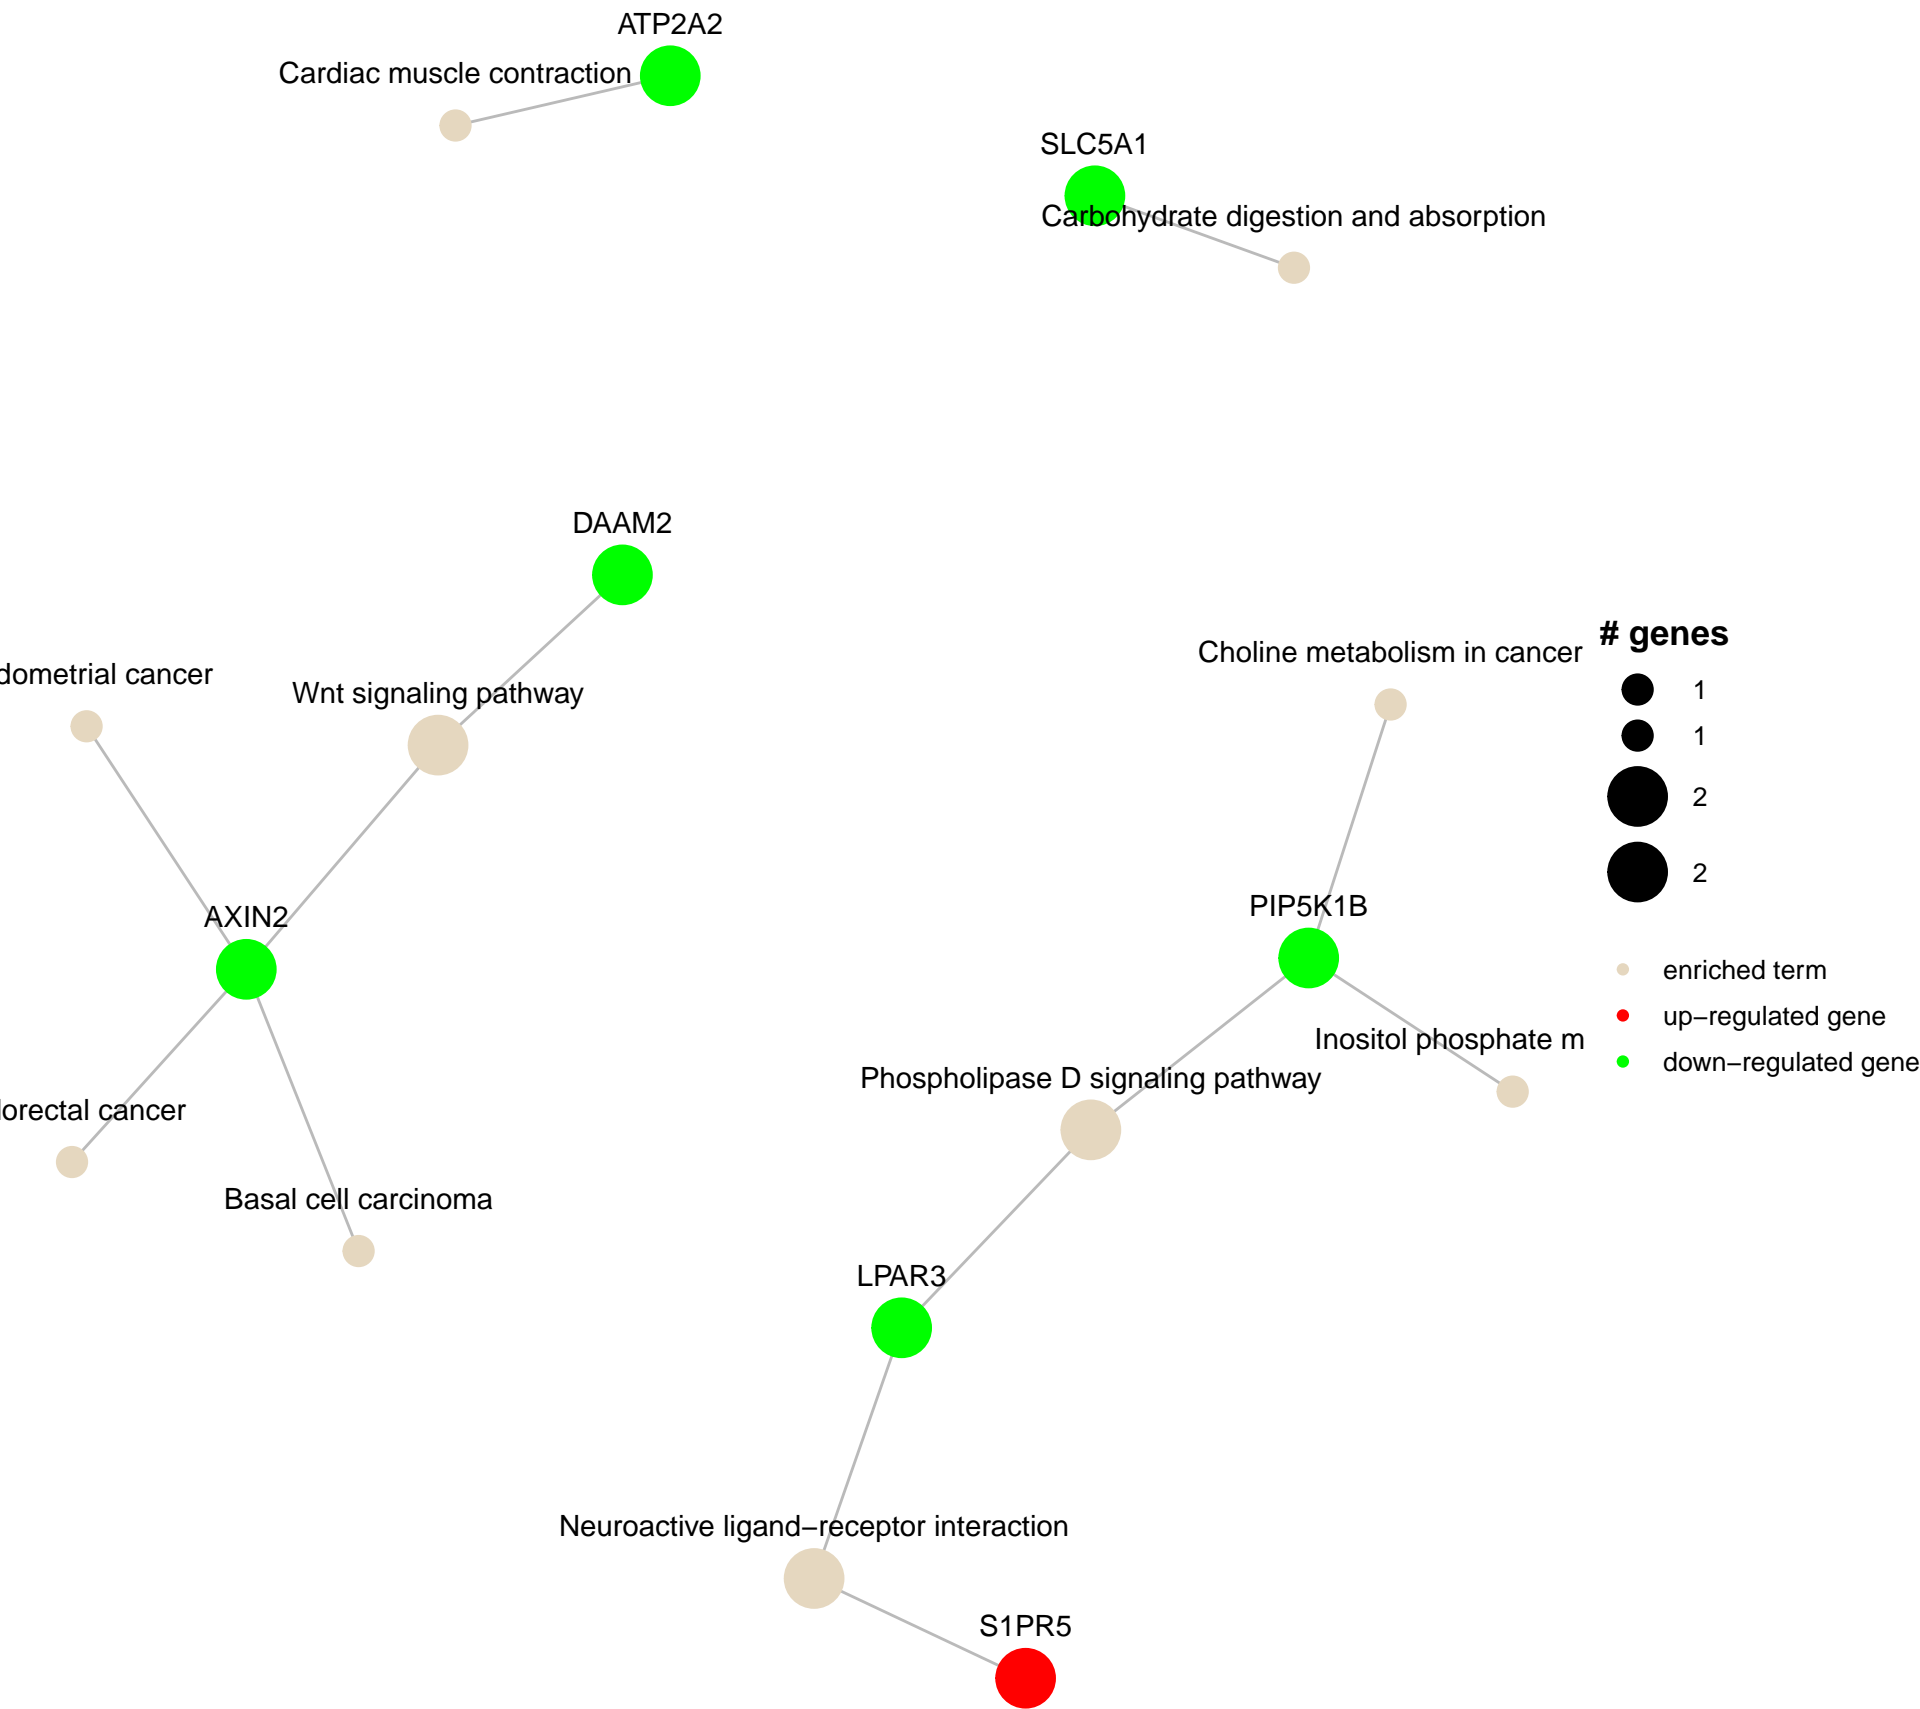 ATP2A2
Cardiac muscle contraction
SLC5A1
Carbohydrate digestion and absorption
DAAM2
dometrial cancer
Wnt signaling pathway
Choline metabolism in cancer
# genes
1
1
2
2
AXIN2
PIP5K1B
enriched term
up−regulated gene
down−regulated gene
Inositol phosphate m
Phospholipase D signaling pathway
lorectal cancer
Basal cell carcinoma
LPAR3
Neuroactive ligand−receptor interaction
S1PR5